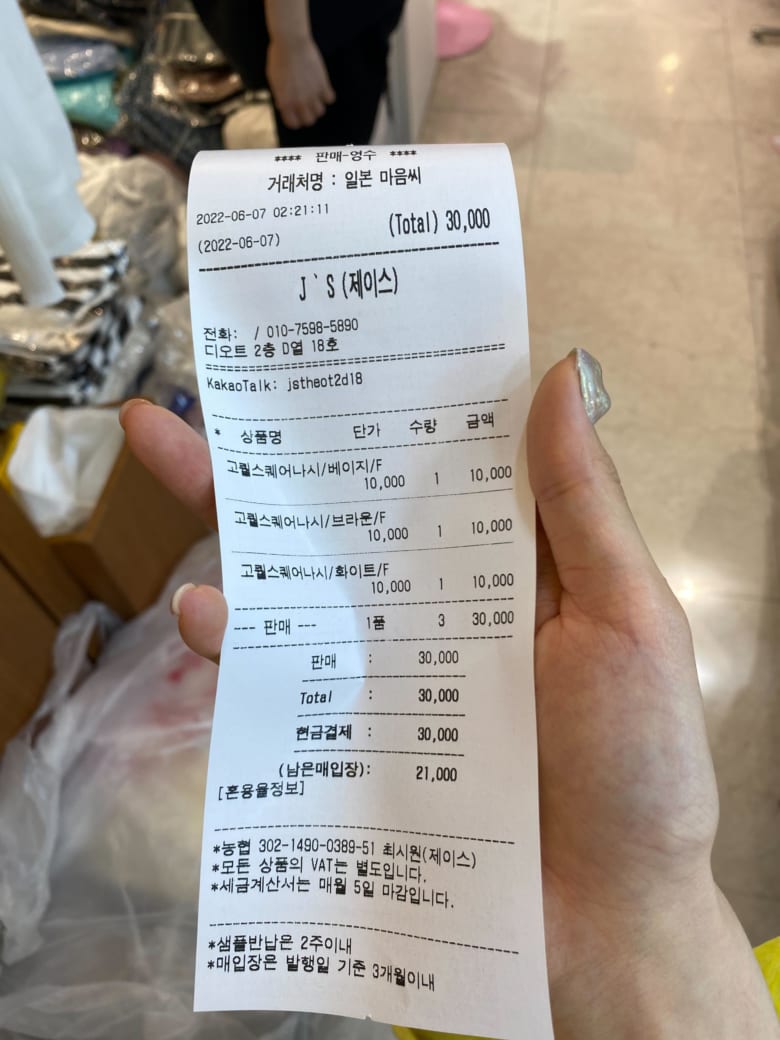 **** 판매-영수 ****
거래처명 : 일본 마음씨
2022-06-07 02:21:11
(Total) 30,000
(2022-06-07)
J`S(제이스)
전화: / 010-7598-5890
디오트 2층 D열 18호
KakaoTalk: jstheot2d18
* 상품명 단가 수량 금액
고퀄스퀘어나시/베이지/F
10,000 1 10,000
고퀄스퀘어나시/브라운/F
10,000 1 10,000
고퀄스퀘어나시/화이트/F
10,000 1 10,000
--- 판매 --- 1품 3 30,000
판매 : 30,000
Total : 30,000
현금결제 : 30,000
(남은매입장): 21,000
[혼용율정보]
*농협 302-1490-0389-51 최시원(제이스)
*모든 상품의 VAT는 별도입니다.
*세금계산서는 매월 5일 마감입니다.
*샘플반납은 2주이내
*매입장은 발행일 기준 3개월이내